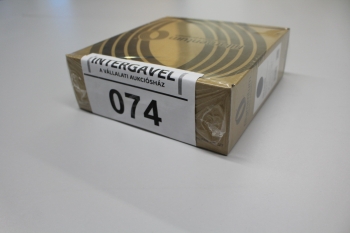 INTERGAVEL
A VÁLLALATI AUKCIÓSHÁZ
074